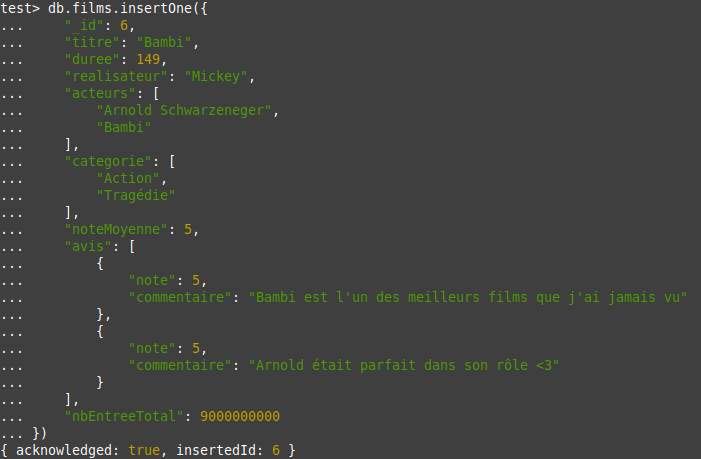 test> db.films.insertOne({
...     "_id": 6,
...     "titre": "Bambi",
...     "duree": 149,
...     "realisateur": "Mickey",
...     "acteurs": [
...         "Arnold Schwarzeneger",
...         "Bambi"
...     ],
...     "categorie": [
...         "Action",
...         "Tragédie"
...     ],
...     "noteMoyenne": 5,
...     "avis": [
...         {
...             "note": 5,
...             "commentaire": "Bambi est l'un des meilleurs films que j'ai jamais vu"
...         },
...         {
...             "note": 5,
...             "commentaire": "Arnold était parfait dans son rôle <3"
...         }
...     ],
...     "nbEntreeTotal": 9000000000
... })
{ acknowledged: true, insertedId: 6 }